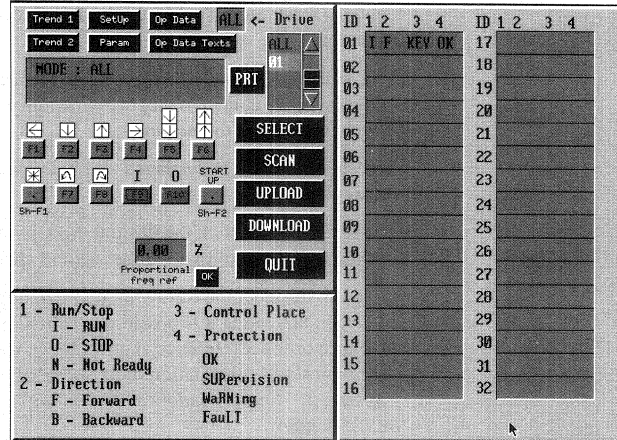 Trend 1 SetUp Op Data ALL <- Drive
Trend 2 Param Op Data Texts ALL
01
MODE : ALL
PRT
SELECT
F1 F2 F3 F4 F5 F6
SCAN
I O START UP
. F7 F8 F9 F10 .
UPLOAD
Sh-F1 Sh-F2
DOWNLOAD
0.00 %
Proportional
freq ref
OK
QUIT
1 - Run/Stop
I - RUN
O - STOP
N - Not Ready
2 - Direction
F - Forward
B - Backward
3 - Control Place
4 - Protection
OK
SUPervision
WaRNing
FauLT
ID 1 2 3 4 ID 1 2 3 4
01 I F KEY OK 17
02 18
03 19
04 20
05 21
06 22
07 23
08 24
09 25
10 26
11 27
12 28
13 29
14 30
15 31
16 32